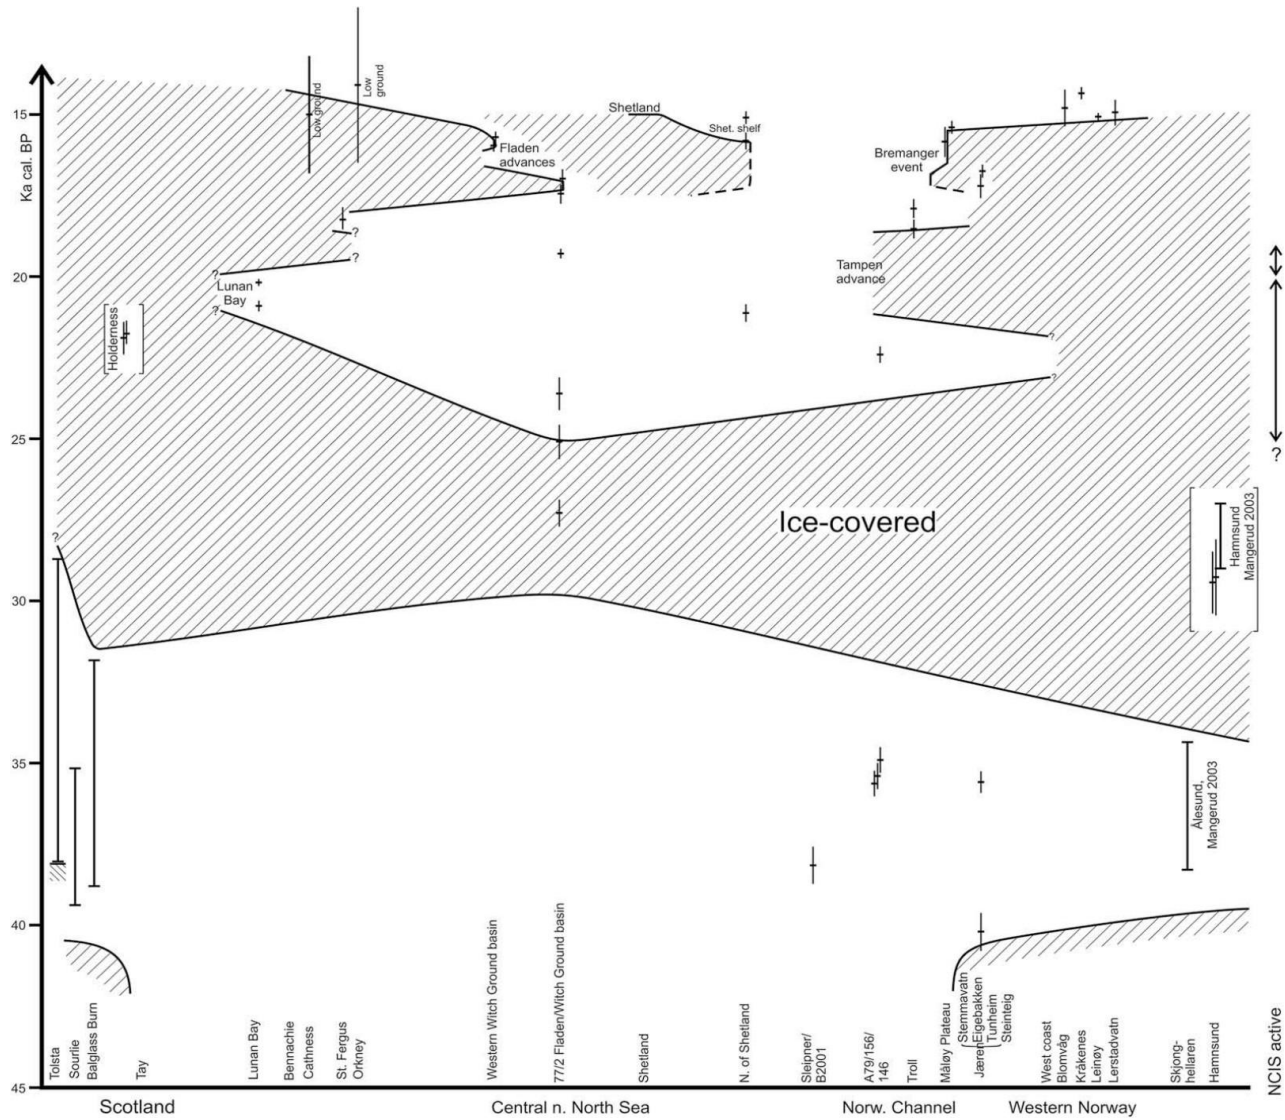 Low
ground
Low ground
15
Shetland
Shet. shelf
Fladen
advances
Bremanger
event
Ka cal. BP
?
?
?
20
Lunan
Bay
?
Tampen
advance
Holderness
?
?
25
?
Ice-covered
?
Hamnsund
Mangerud 2003
30
35
Ålesund,
Mangerud 2003
40
45
Tolsta
Sourlie
Balglass Burn
Tay
Lunan Bay
Bennachie
Cathness
St. Fergus
Orkney
Western Witch Ground basin
77/2 Fladen/Witch Ground basin
Shetland
N. of Shetland
Sleipner/
B2001
A79/156/
146
Troll
Måløy Plateau
Jæren
Stemmavatn
Eigebakken
Tunheim
Steinteig
West coast
Blomvåg
Kråkenes
Leinøy
Lerstadvatn
Skjong-
hellaren
Hamnsund
NCIS active
Scotland
Central n. North Sea
Norw. Channel
Western Norway